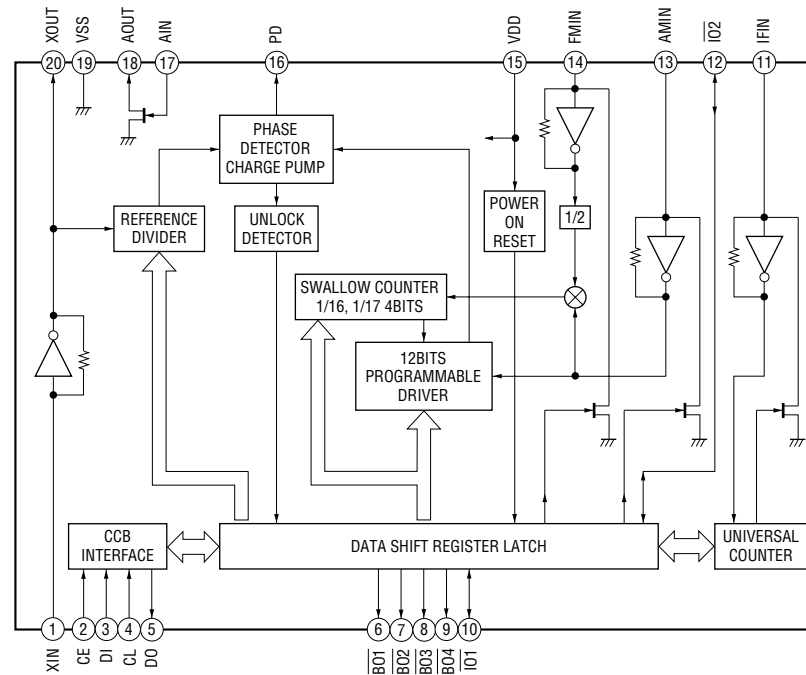 XOUT
VSS
AOUT
AIN
PD
VDD
FMIN
AMIN
IO2
IFIN
20
19
18
17
16
15
14
13
12
11
PHASE
DETECTOR
CHARGE PUMP
REFERENCE
DIVIDER
UNLOCK
DETECTOR
POWER
ON
RESET
1/2
SWALLOW COUNTER
1/16, 1/17 4BITS
12BITS
PROGRAMMABLE
DRIVER
CCB
INTERFACE
DATA SHIFT REGISTER LATCH
UNIVERSAL
COUNTER
1
2
3
4
5
6
7
8
9
10
XIN
CE
DI
CL
DO
BO1
BO2
BO3
BO4
IO1